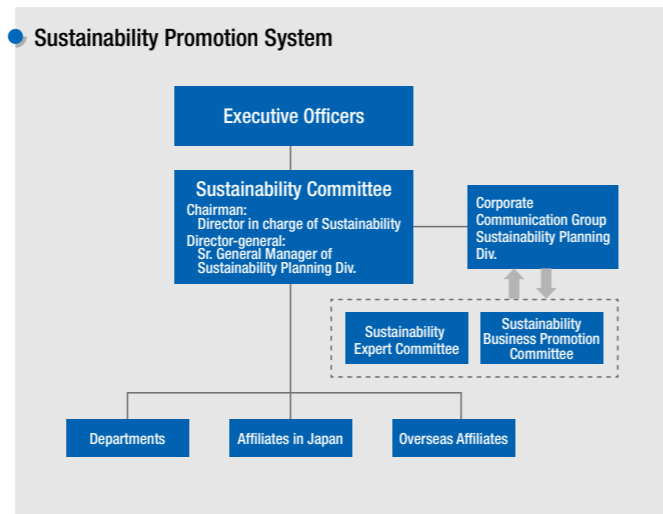 Sustainability Promotion System
Executive Officers
Sustainability Committee
Chairman:
Director in charge of Sustainability
Director-general:
Sr. General Manager of
Sustainability Planning Div.
Corporate
Communication Group
Sustainability Planning
Div.
Sustainability
Expert Committee
Sustainability
Business Promotion
Committee
Departments
Affiliates in Japan
Overseas Affiliates